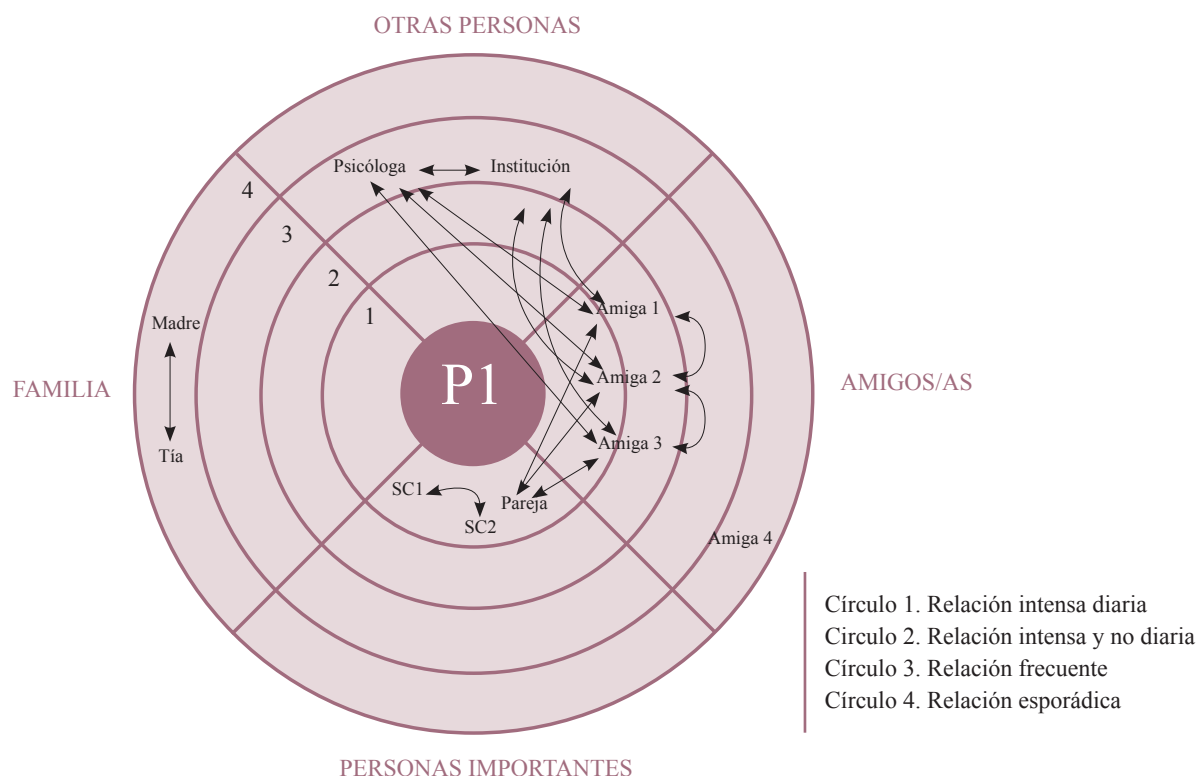 OTRAS PERSONAS
Psicóloga
Institución
4
3
2
1
Madre
Amiga 1
FAMILIA
P1
Amiga 2
AMIGOS/AS
Tía
Amiga 3
SC1
Pareja
SC2
Amiga 4
Círculo 1. Relación intensa diaria
Circulo 2. Relación intensa y no diaria
Círculo 3. Relación frecuente
Círculo 4. Relación esporádica
PERSONAS IMPORTANTES